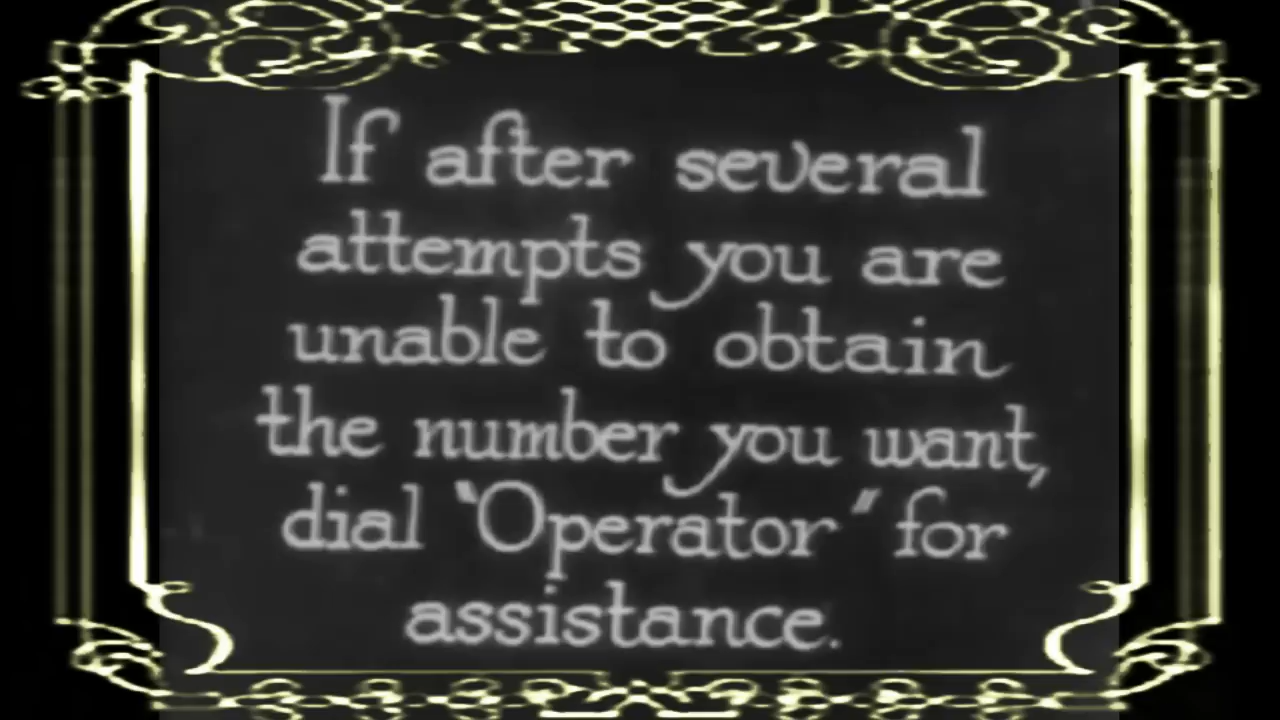 If after several
attempts you are
unable to obtain
the number you want,
dial "Operator" for
assistance.